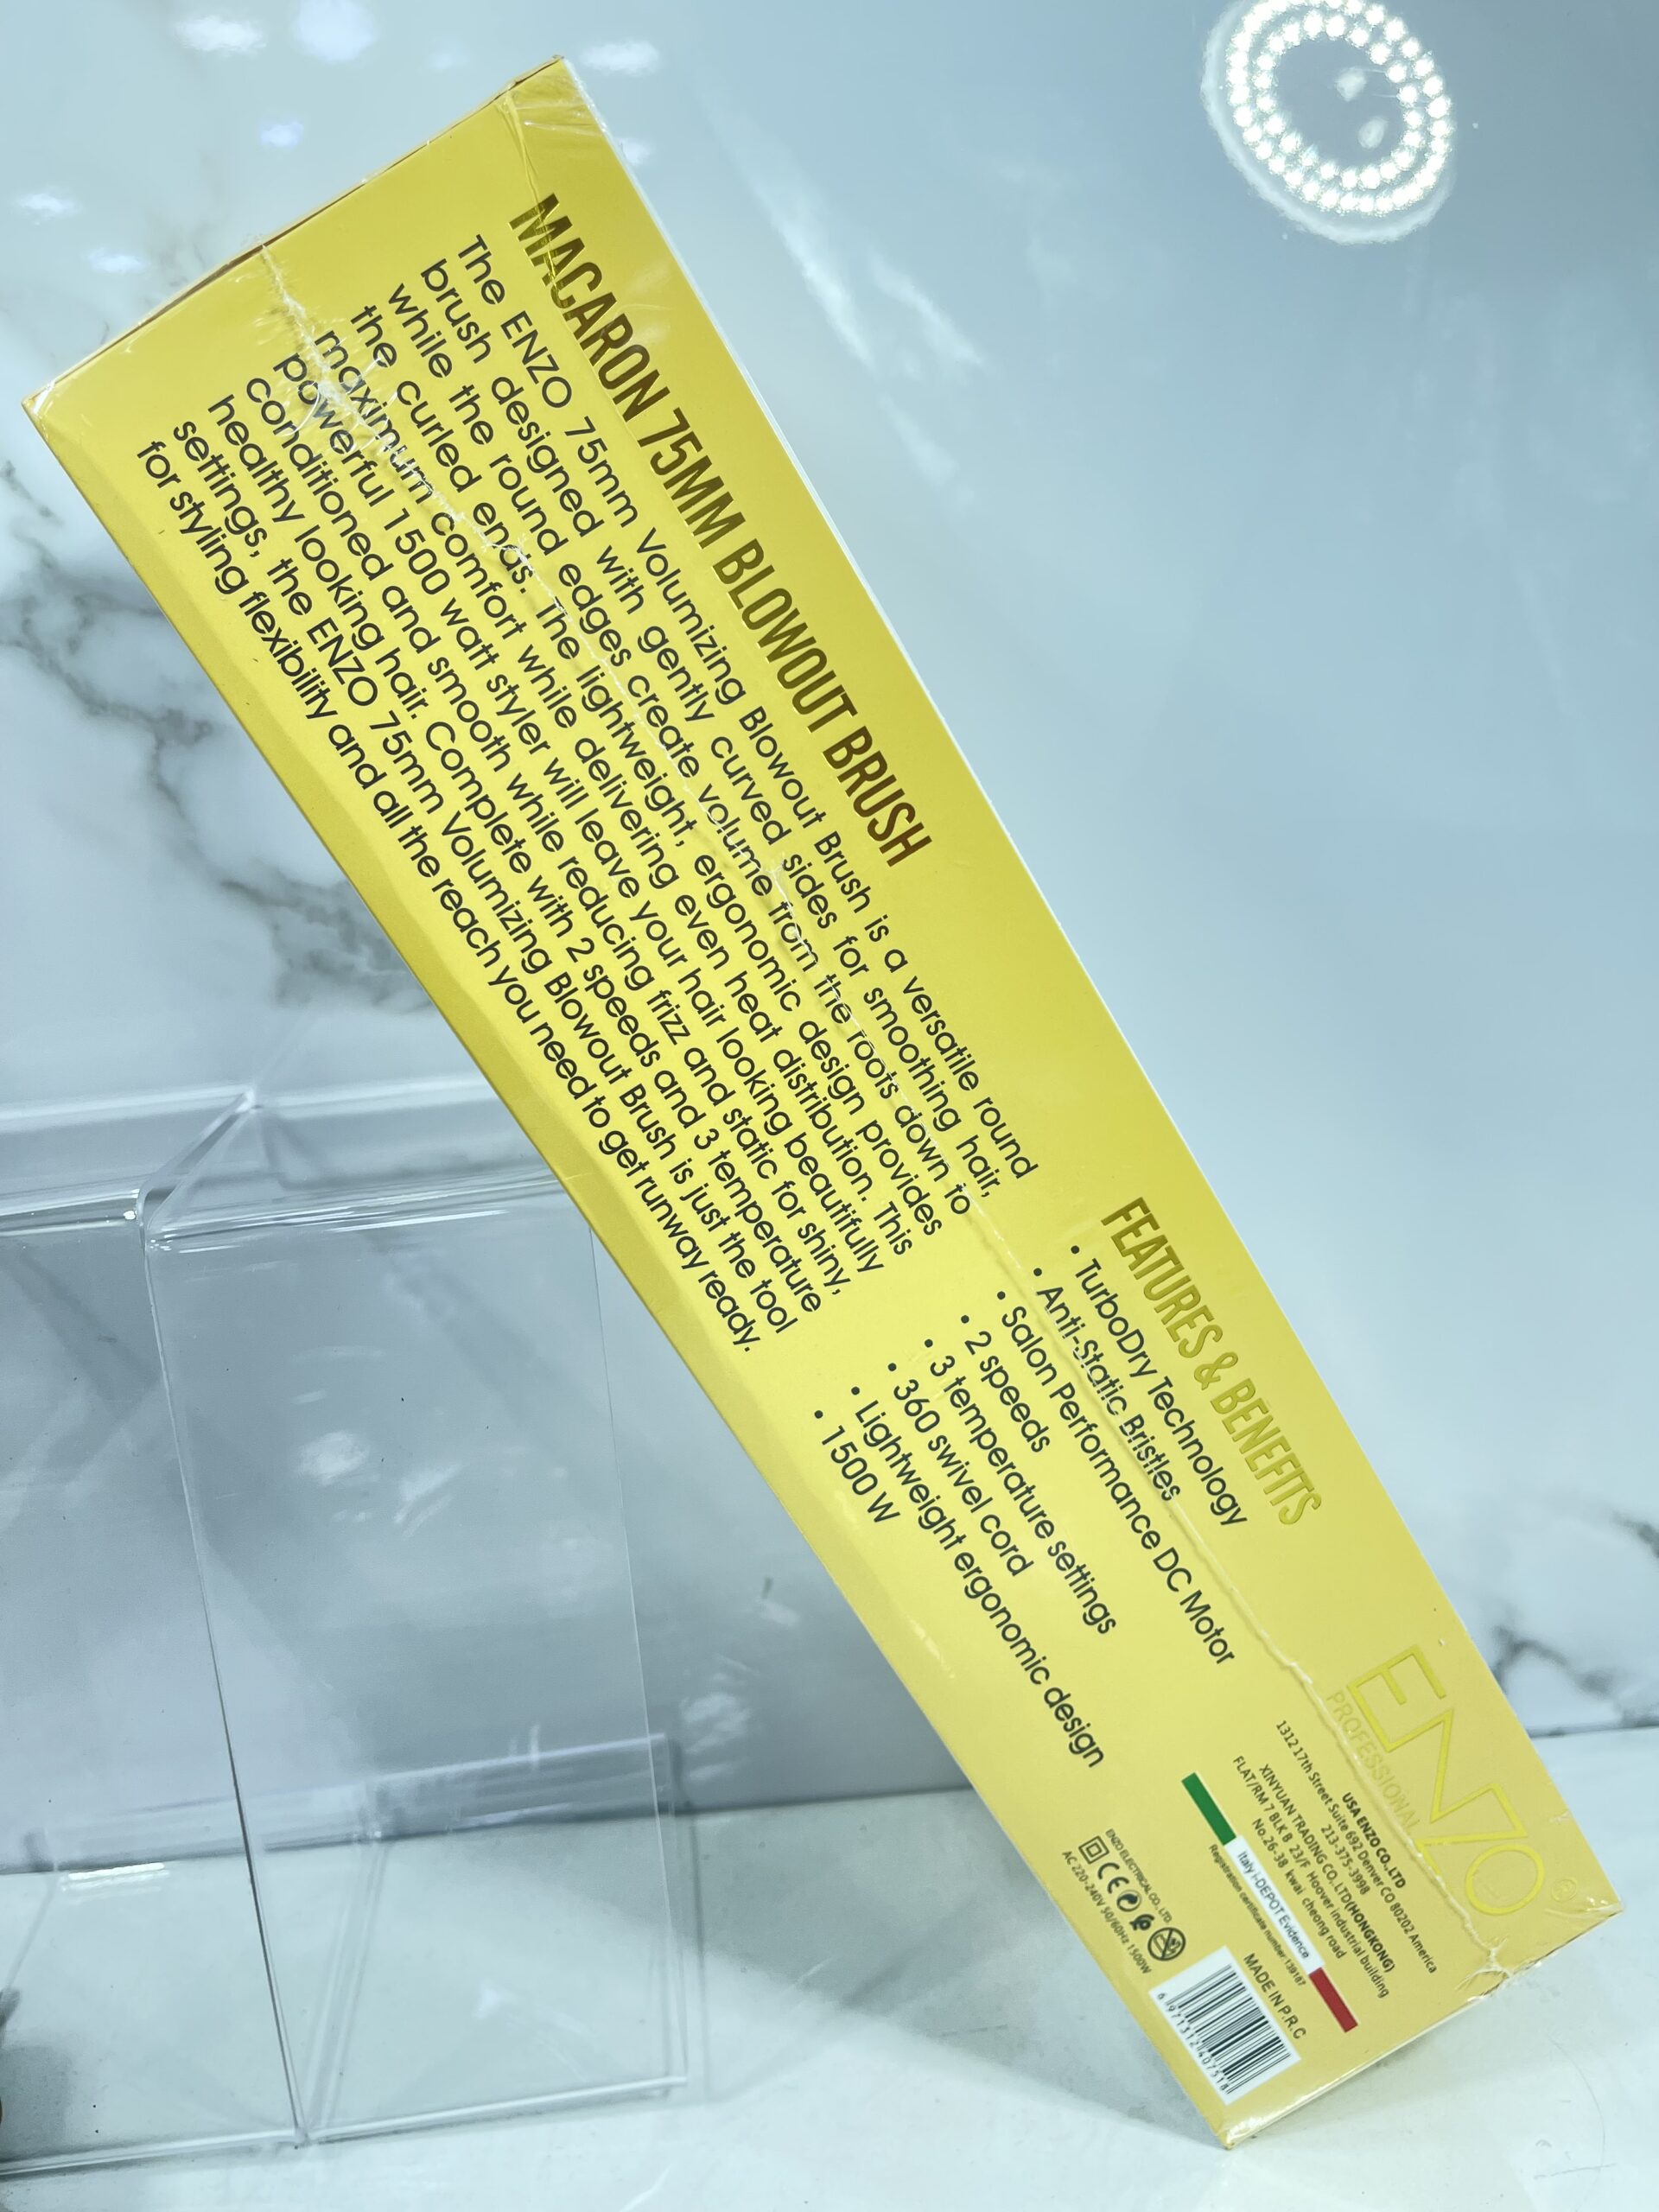 MACARON 75MM BLOWOUT BRUSH
The ENZO 75mm Volumizing Blowout Brush is a versatile round
brush designed with gently curved sides for smoothing hair,
while the round edges create volume from the roots down to
the curled ends. The lightweight, ergonomic design provides
maximum comfort while delivering even heat distribution. This
powerful 1500 watt styler will leave your hair looking beautifully
conditioned and smooth while reducing frizz and static for shiny,
healthy looking hair. Complete with 2 speeds and 3 temperature
settings, the ENZO 75mm Volumizing Blowout Brush is just the tool
for styling flexibility and all the reach you need to get runway ready.
FEATURES & BENEFITS
• TurboDry Technology
• Anti-Static Bristles
• Salon Performance DC Motor
• 2 speeds
• 3 temperature settings
• 360 swivel cord
• Lightweight ergonomic design
• 1500 W
ENZO
PROFESSIONAL
USA ENZO CO.,LTD
1312 17th Street Suite 692 Denver CO 80202 America
213-375-3998
XINYUAN TRADING CO.,LTD(HONGKONG)
FLAT/RM 7 BLK B 23/F Hoover industrial building
No.26-38 kwai cheong road
Italy i-DEPOT Evidence
Registration certificate number 139187
MADE IN P.R.C
ENZO ELECTRICAL CO., LTD.
CE
AC 220-240V 50/60Hz 1500W
6 971312 407518